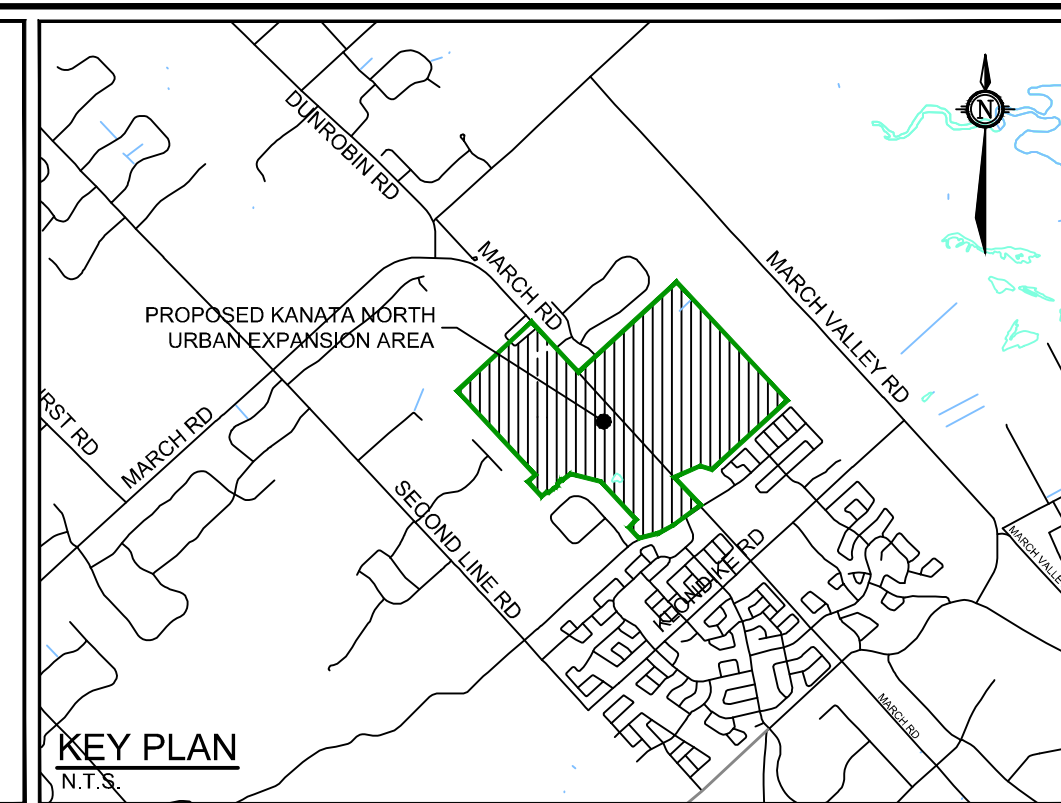 N
DUNROBIN RD
MARCH RD
MARCH VALLEY RD
PROPOSED KANATA NORTH
URBAN EXPANSION AREA
RST RD
MARCH RD
SECOND LINE RD
KLONDIKE RD
MARCH VALLE
MARCH RD
KEY PLAN
N.T.S.